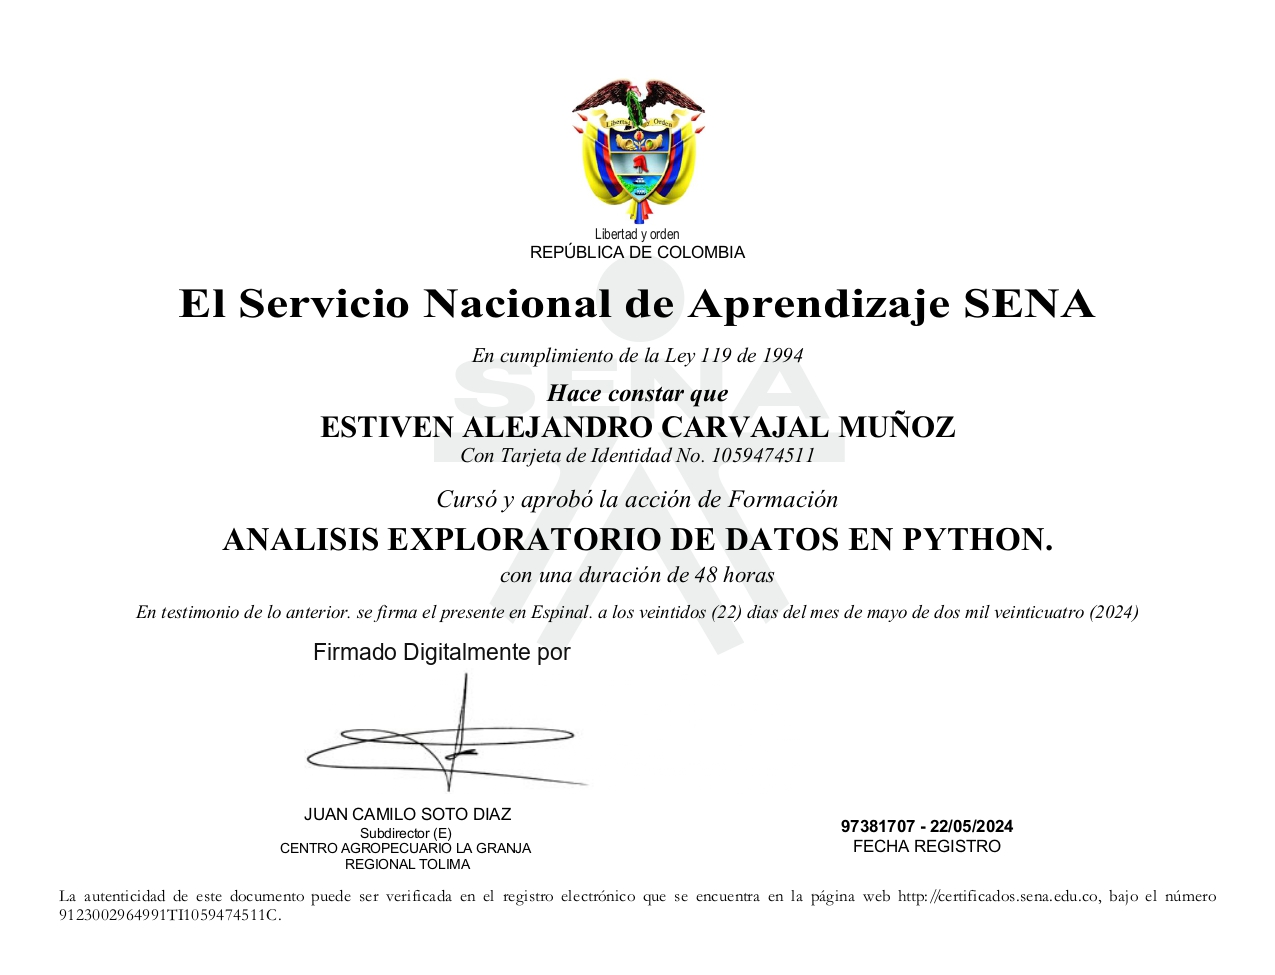 Libertad y Orden
Libertad y orden
REPÚBLICA DE COLOMBIA
El Servicio Nacional de Aprendizaje SENA
En cumplimiento de la Ley 119 de 1994
SENA
Hace constar que
ESTIVEN ALEJANDRO CARVAJAL MUÑOZ
Con Tarjeta de Identidad No. 1059474511
Cursó y aprobó la acción de Formación
ANALISIS EXPLORATORIO DE DATOS EN PYTHON.
con una duración de 48 horas
En testimonio de lo anterior. se firma el presente en Espinal. a los veintidos (22) dias del mes de mayo de dos mil veinticuatro (2024)
Firmado Digitalmente por
JUAN CAMILO SOTO DIAZ
Subdirector (E)
CENTRO AGROPECUARIO LA GRANJA
REGIONAL TOLIMA
97381707 - 22/05/2024
FECHA REGISTRO
La autenticidad de este documento puede ser verificada en el registro electrónico que se encuentra en la página web http://certificados.sena.edu.co, bajo el número
9123002964991TI1059474511C.